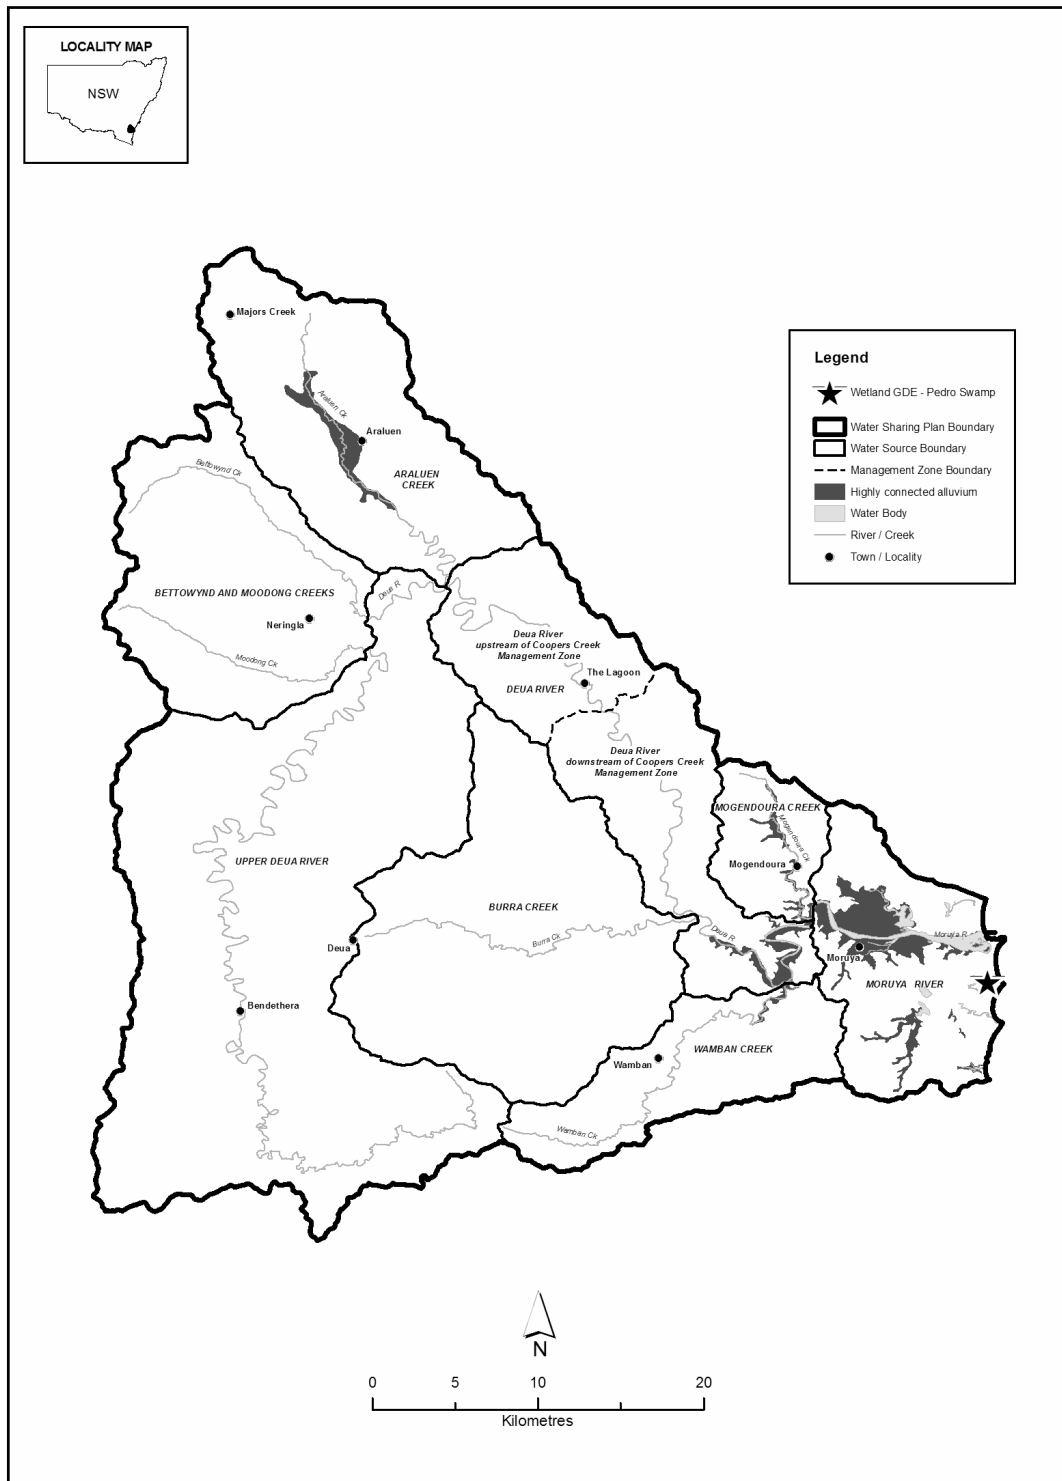 LOCALITY MAP
NSW
Majors Creek
Araluen Ck
Araluen
ARALUEN
CREEK
Bettowynd Ck
BETTOWYND AND MOODONG CREEKS
Neringla
Moodong Ck
Deua R
Deua River
upstream of Coopers Creek
Management Zone
The Lagoon
DEUA RIVER
Deua River
downstream of Coopers Creek
Management Zone
MOGENDOURA CREEK
Mogendoura Ck
Mogendoura
UPPER DEUA RIVER
BURRA CREEK
Burra Ck
Deua
Deua R
Moruya R
Moruya
MORUYA RIVER
Bendethera
WAMBAN CREEK
Wamban
Wamban Ck
Legend
Wetland GDE - Pedro Swamp
Water Sharing Plan Boundary
Water Source Boundary
Management Zone Boundary
Highly connected alluvium
Water Body
River / Creek
Town / Locality
N
0 5 10 20
Kilometres